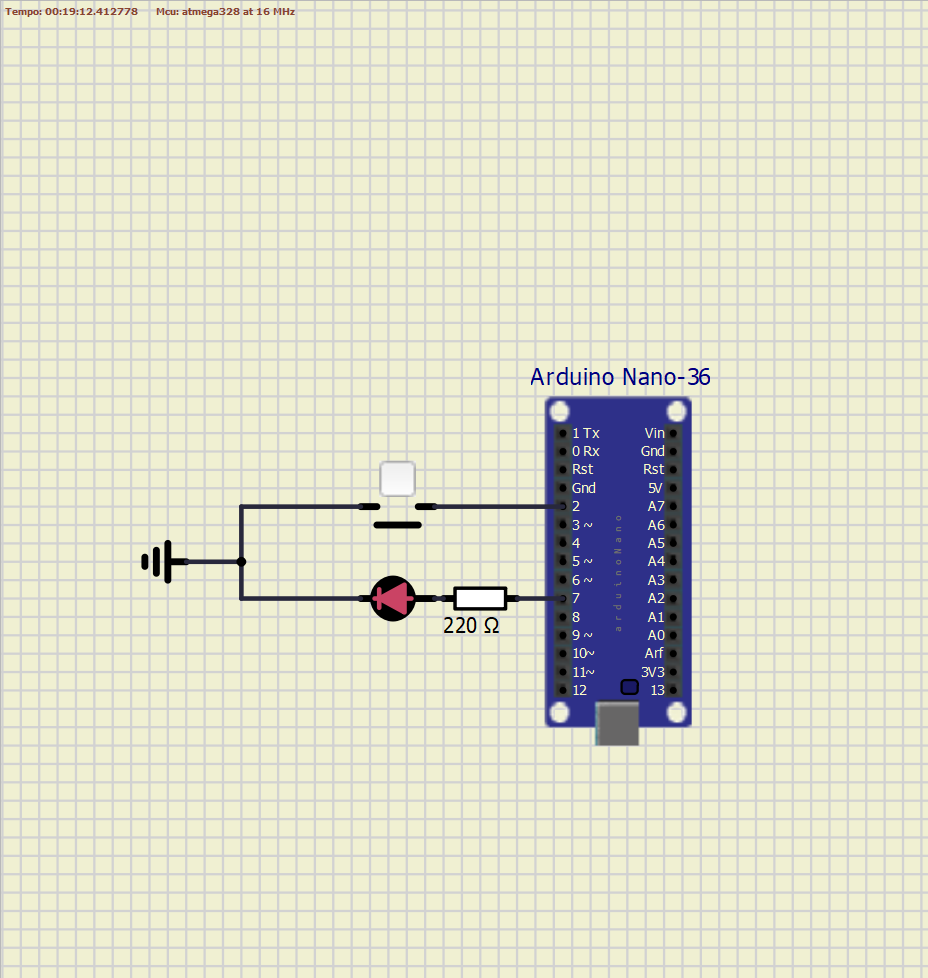 Tempo: 00:19:12.412778 Mcu: atmega328 at 16 MHz
Arduino Nano-36
1 Tx Vin
0 Rx Gnd
Rst Rst
Gnd 5V
2 A7
3 ~ A6
4 A5
5 ~ A4
6 ~ A3
7 A2
8 A1
9 ~ A0
10~ Arf
11~ 3V3
12 13
arduinoNano
220 Ω